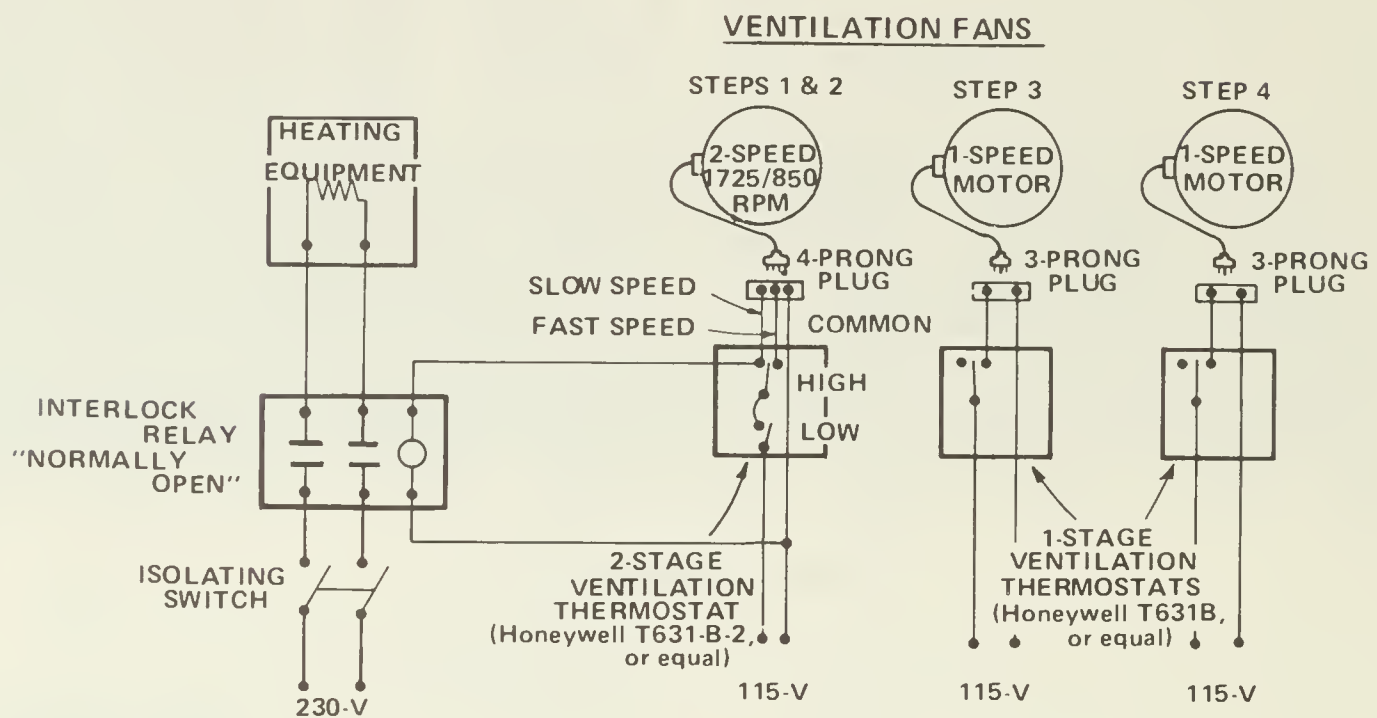 VENTILATION FANS
STEPS 1 & 2
STEP 3
STEP 4
HEATING
EQUIPMENT
2-SPEED
1725/850
RPM
1-SPEED
MOTOR
1-SPEED
MOTOR
4-PRONG
PLUG
3-PRONG
PLUG
3-PRONG
PLUG
SLOW SPEED
FAST SPEED
COMMON
HIGH
LOW
INTERLOCK
RELAY
"NORMALLY
OPEN"
ISOLATING
SWITCH
2-STAGE
VENTILATION
THERMOSTAT
(Honeywell T631-B-2,
or equal)
1-STAGE
VENTILATION
THERMOSTATS
(Honeywell T631B,
or equal)
230-V
115-V
115-V
115-V